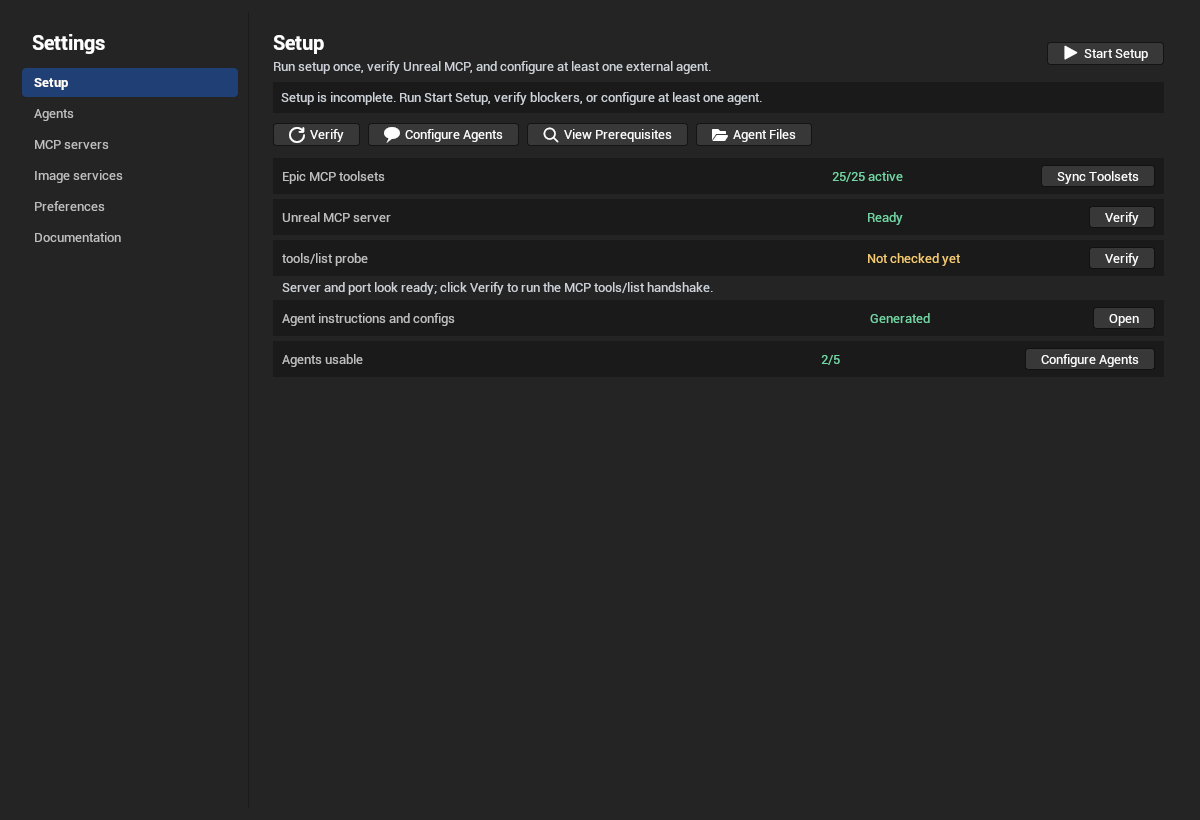 Settings
Setup
Agents
MCP servers
Image services
Preferences
Documentation
Setup
Run setup once, verify Unreal MCP, and configure at least one external agent.
Start Setup
Setup is incomplete. Run Start Setup, verify blockers, or configure at least one agent.
Verify Configure Agents View Prerequisites Agent Files
Epic MCP toolsets 25/25 active Sync Toolsets
Unreal MCP server Ready Verify
tools/list probe Not checked yet Verify
Server and port look ready; click Verify to run the MCP tools/list handshake.
Agent instructions and configs Generated Open
Agents usable 2/5 Configure Agents